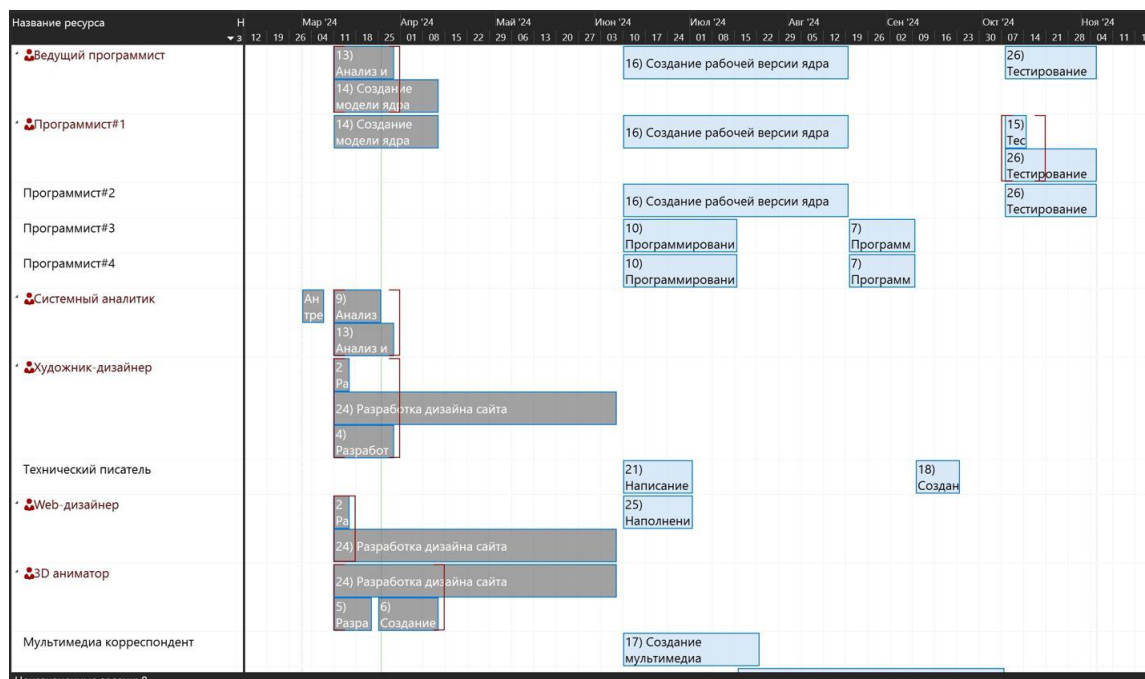 Название ресурса Н Мар '24 Апр '24 Май '24 Июн '24 Июл '24 Авг '24 Сен '24 Окт '24 Ноя '24
з 12 19 26 04 11 18 25 01 08 15 22 29 06 13 20 27 03 10 17 24 01 08 15 22 29 05 12 19 26 02 09 16 23 30 07 14 21 28 04 11
Ведущий программист
13)
Анализ и
14) Создание
модели ядра
16) Создание рабочей версии ядра
26)
Тестирование
Программист#1
14) Создание
модели ядра
16) Создание рабочей версии ядра
15)
Тес
26)
Тестирование
Программист#2
16) Создание рабочей версии ядра
26)
Тестирование
Программист#3
10)
Программировани
7)
Программ
Программист#4
10)
Программировани
7)
Программ
Системный аналитик
Ан
тре
9)
Анализ
13)
Анализ и
Художник-дизайнер
2
Ра
24) Разработка дизайна сайта
4)
Разработ
Технический писатель
21)
Написание
18)
Создан
Web-дизайнер
2
Ра
24) Разработка дизайна сайта
25)
Наполнени
3D аниматор
24) Разработка дизайна сайта
5)
Разра
6)
Создание
Мультимедиа корреспондент
17) Создание
мультимедиа